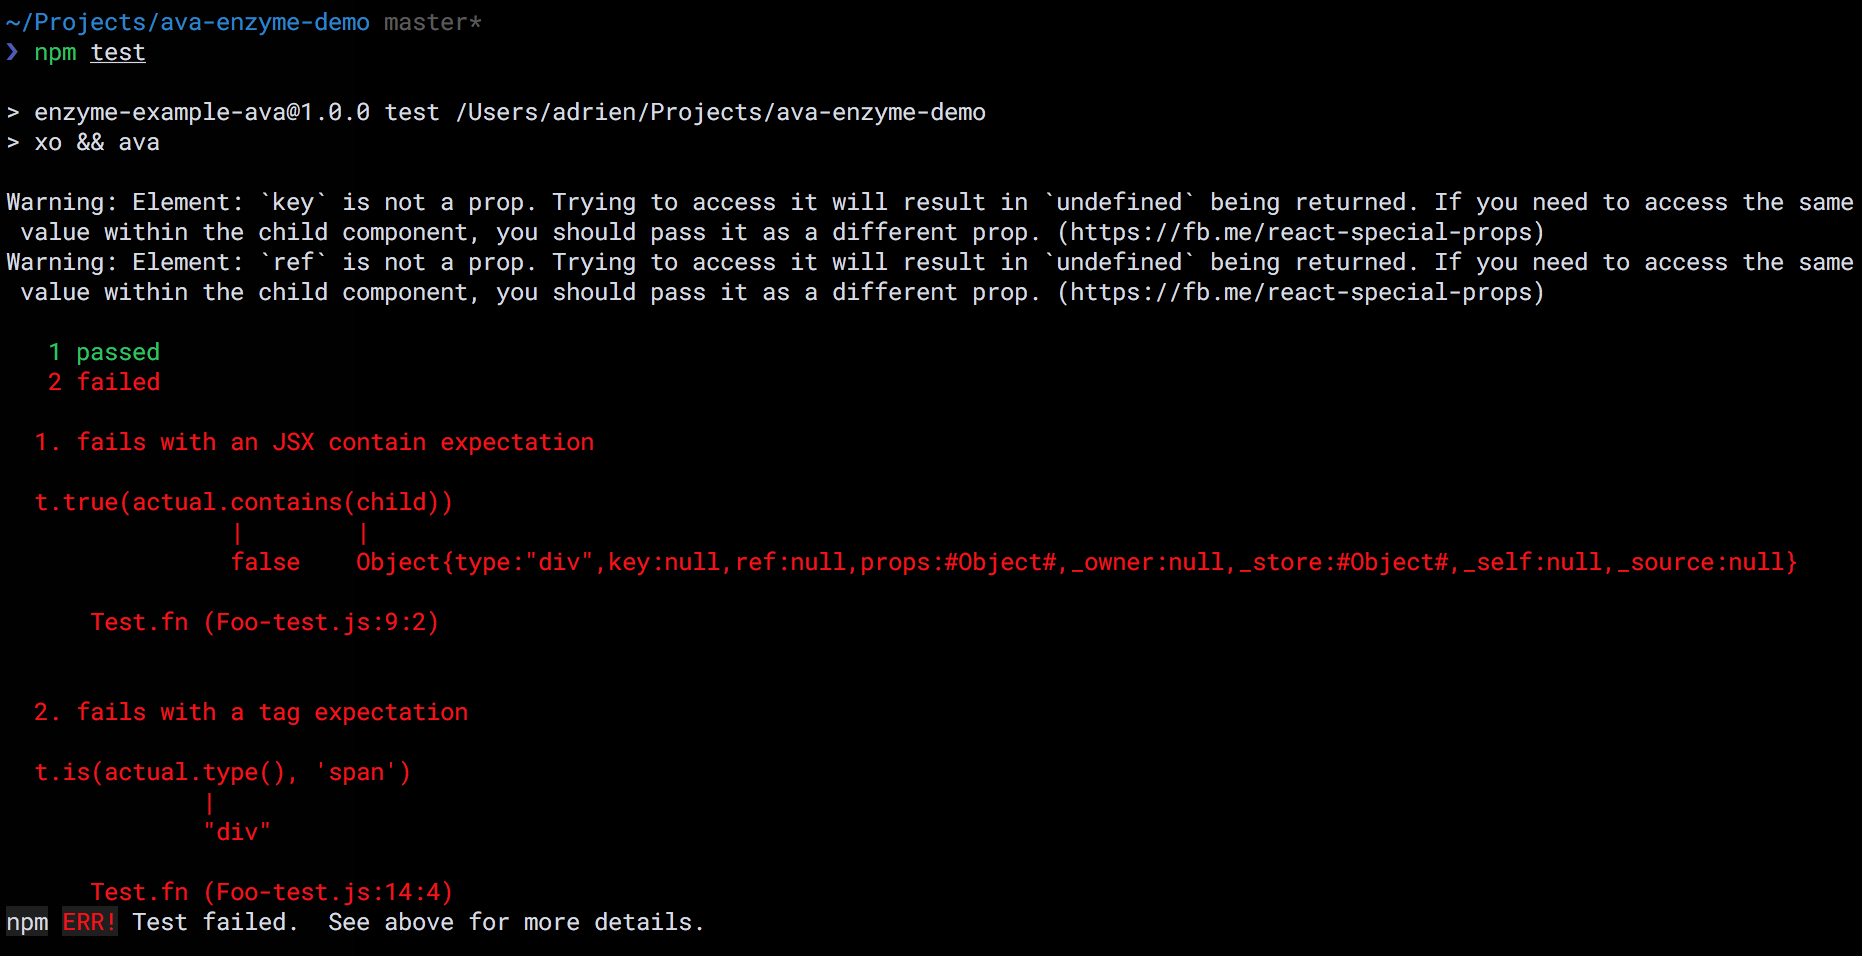 ~/Projects/ava-enzyme-demo master*
❯ npm test
> enzyme-example-ava@1.0.0 test /Users/adrien/Projects/ava-enzyme-demo
> xo && ava
Warning: Element: `key` is not a prop. Trying to access it will result in `undefined` being returned. If you need to access the same
 value within the child component, you should pass it as a different prop. (https://fb.me/react-special-props)
Warning: Element: `ref` is not a prop. Trying to access it will result in `undefined` being returned. If you need to access the same
 value within the child component, you should pass it as a different prop. (https://fb.me/react-special-props)
   1 passed
   2 failed
  1. fails with an JSX contain expectation
  t.true(actual.contains(child))
                |        |
                false    Object{type:"div",key:null,ref:null,props:#Object#,_owner:null,_store:#Object#,_self:null,_source:null}
      Test.fn (Foo-test.js:9:2)
  2. fails with a tag expectation
  t.is(actual.type(), 'span')
              |
              "div"
      Test.fn (Foo-test.js:14:4)
npm ERR! Test failed.  See above for more details.